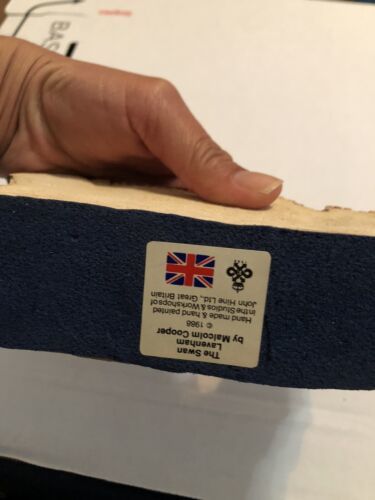 The Swan
Lavenham
by Malcolm Cooper
© 1988
Hand made & hand painted
in the Studios & Workshops of
John Hine Ltd., Great Britain
BAS